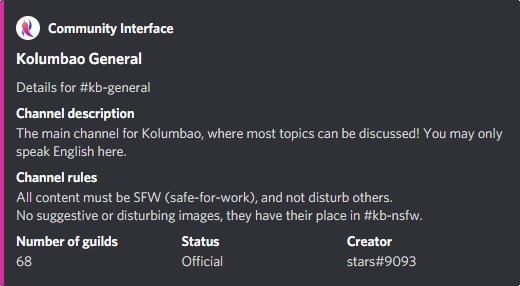 Community Interface
Kolumbao General
Details for #kb-general
Channel description
The main channel for Kolumbao, where most topics can be discussed! You may only
speak English here.
Channel rules
All content must be SFW (safe-for-work), and not disturb others.
No suggestive or disturbing images, they have their place in #kb-nsfw.
Number of guilds Status Creator
68 Official stars#9093